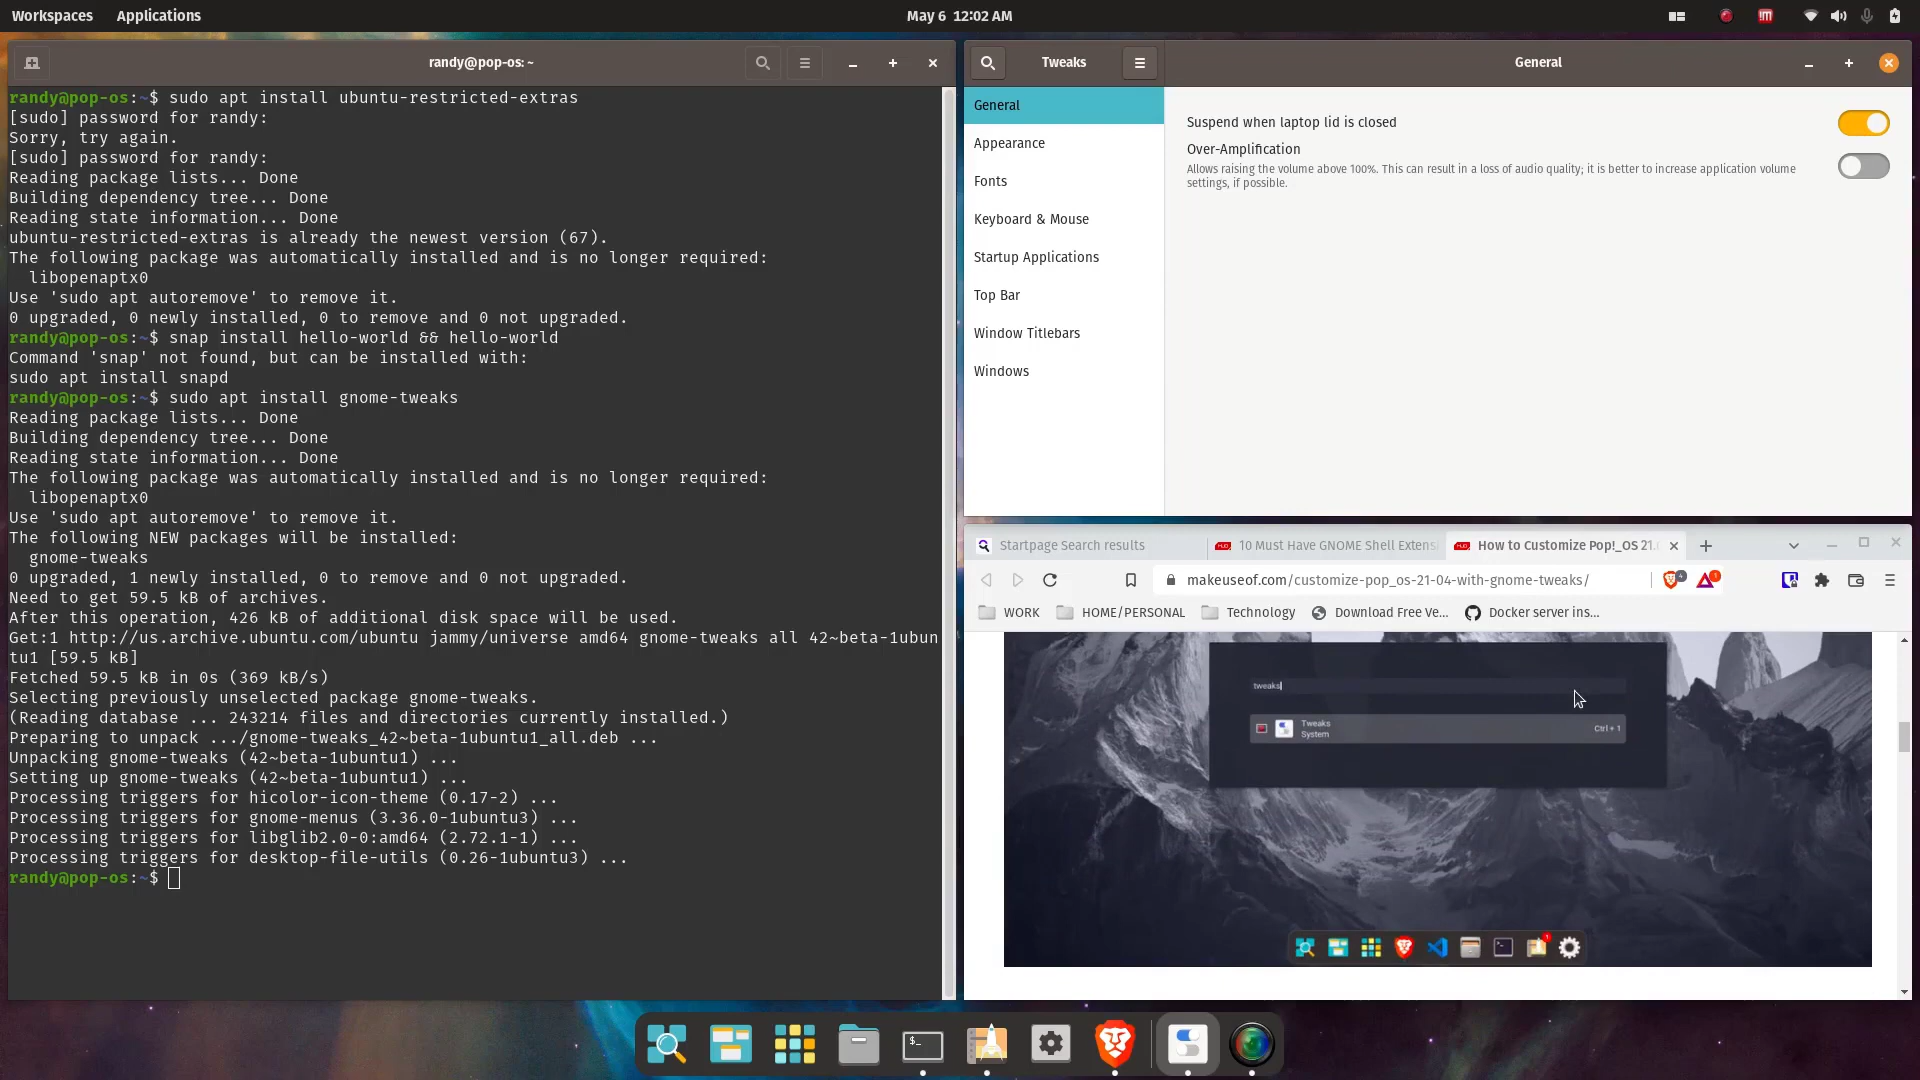 Workspaces
Applications
May 6 12:02 AM
randy@pop-os: ~
randy@pop-os:~$ sudo apt install ubuntu-restricted-extras
[sudo] password for randy:
Sorry, try again.
[sudo] password for randy:
Reading package lists... Done
Building dependency tree... Done
Reading state information... Done
ubuntu-restricted-extras is already the newest version (67).
The following package was automatically installed and is no longer required:
  libopenaptx0
Use 'sudo apt autoremove' to remove it.
0 upgraded, 0 newly installed, 0 to remove and 0 not upgraded.
randy@pop-os:~$ snap install hello-world && hello-world
Command 'snap' not found, but can be installed with:
sudo apt install snapd
randy@pop-os:~$ sudo apt install gnome-tweaks
Reading package lists... Done
Building dependency tree... Done
Reading state information... Done
The following package was automatically installed and is no longer required:
  libopenaptx0
Use 'sudo apt autoremove' to remove it.
The following NEW packages will be installed:
  gnome-tweaks
0 upgraded, 1 newly installed, 0 to remove and 0 not upgraded.
Need to get 59.5 kB of archives.
After this operation, 426 kB of additional disk space will be used.
Get:1 http://us.archive.ubuntu.com/ubuntu jammy/universe amd64 gnome-tweaks all 42~beta-1ubun
tu1 [59.5 kB]
Fetched 59.5 kB in 0s (369 kB/s)
Selecting previously unselected package gnome-tweaks.
(Reading database ... 243214 files and directories currently installed.)
Preparing to unpack .../gnome-tweaks_42~beta-1ubuntu1_all.deb ...
Unpacking gnome-tweaks (42~beta-1ubuntu1) ...
Setting up gnome-tweaks (42~beta-1ubuntu1) ...
Processing triggers for hicolor-icon-theme (0.17-2) ...
Processing triggers for gnome-menus (3.36.0-1ubuntu3) ...
Processing triggers for libglib2.0-0:amd64 (2.72.1-1) ...
Processing triggers for desktop-file-utils (0.26-1ubuntu3) ...
randy@pop-os:~$
Tweaks
General
General
Appearance
Fonts
Keyboard & Mouse
Startup Applications
Top Bar
Window Titlebars
Windows
Suspend when laptop lid is closed
Over-Amplification
Allows raising the volume above 100%. This can result in a loss of audio quality; it is better to increase application volume
settings, if possible.
Startpage Search results
10 Must Have GNOME Shell Extens
How to Customize Pop!_OS 21.0
makeuseof.com/customize-pop_os-21-04-with-gnome-tweaks/
WORK
HOME/PERSONAL
Technology
Download Free Ve...
Docker server ins...
tweaks
Tweaks
System
Ctrl + 1